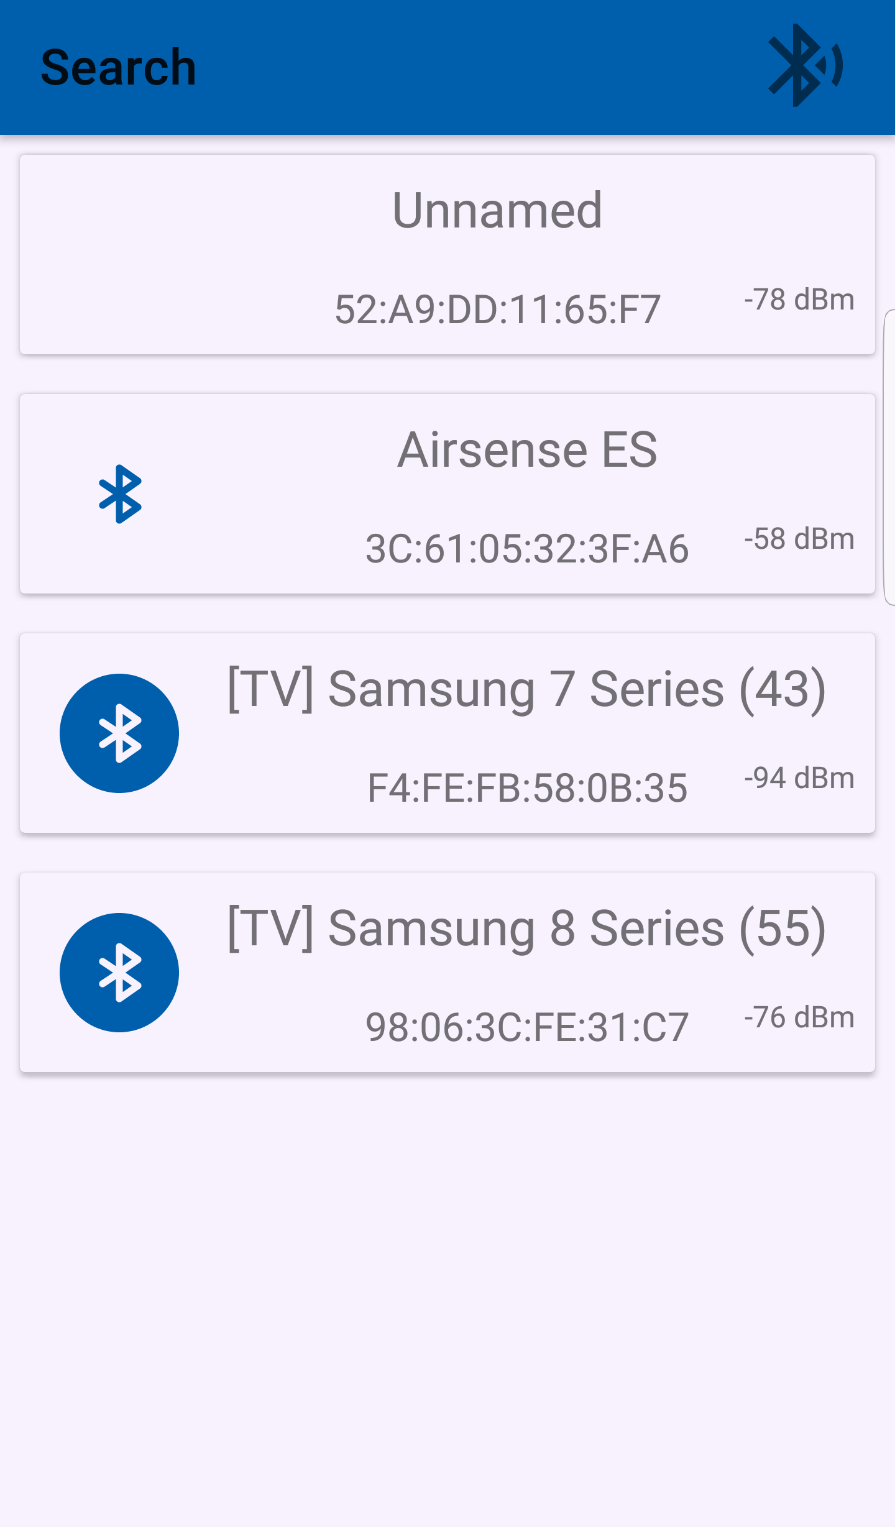 Search
Unnamed
52:A9:DD:11:65:F7
-78 dBm
Airsense ES
3C:61:05:32:3F:A6
-58 dBm
[TV] Samsung 7 Series (43)
F4:FE:FB:58:0B:35
-94 dBm
[TV] Samsung 8 Series (55)
98:06:3C:FE:31:C7
-76 dBm